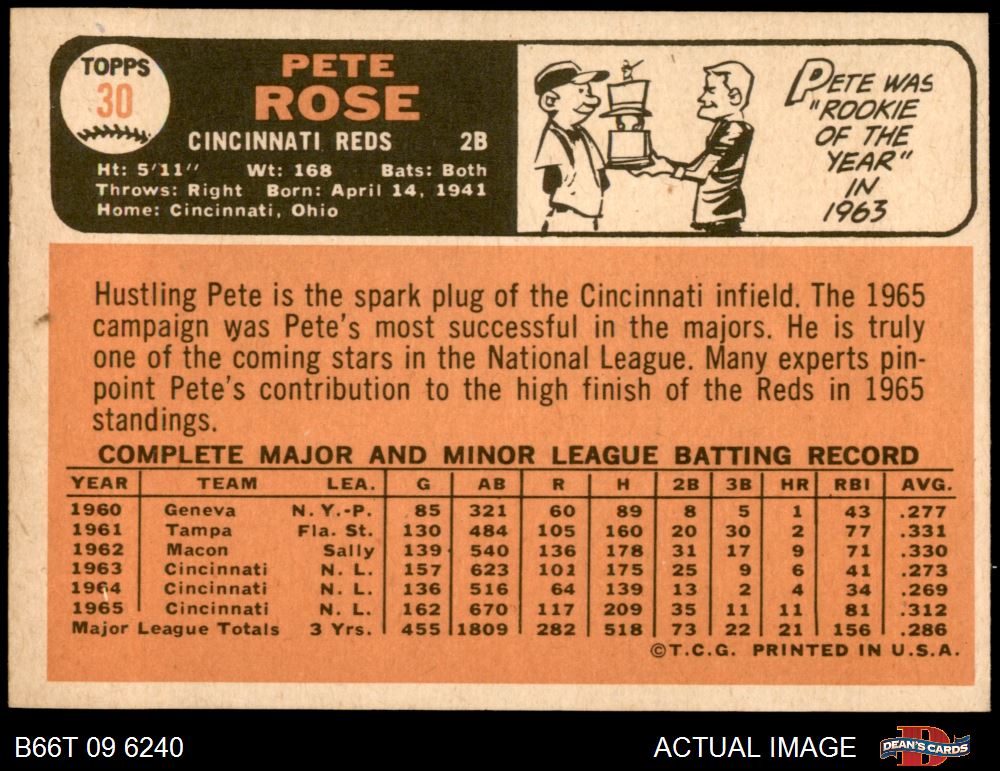 TOPPS
30
PETE
ROSE
CINCINNATI REDS 2B
Ht: 5'11" Wt: 168 Bats: Both
Throws: Right Born: April 14, 1941
Home: Cincinnati, Ohio
PETE WAS
"ROOKIE
OF THE
YEAR"
IN
1963
Hustling Pete is the spark plug of the Cincinnati infield. The 1965
campaign was Pete's most successful in the majors. He is truly
one of the coming stars in the National League. Many experts pin-
point Pete's contribution to the high finish of the Reds in 1965
standings.
COMPLETE MAJOR AND MINOR LEAGUE BATTING RECORD
YEAR TEAM LEA. G AB R H 2B 3B HR RBI AVG.
1960 Geneva N.Y.-P. 85 321 60 89 8 5 1 43 .277
1961 Tampa Fla. St. 130 484 105 160 20 30 2 77 .331
1962 Macon Sally 139 540 136 178 31 17 9 71 .330
1963 Cincinnati N. L. 157 623 101 175 25 9 6 41 .273
1964 Cincinnati N. L. 136 516 64 139 13 2 4 34 .269
1965 Cincinnati N. L. 162 670 117 209 35 11 11 81 .312
Major League Totals 3 Yrs. 455 1809 282 518 73 22 21 156 .286
©T.C.G. PRINTED IN U.S.A.
B66T 09 6240 ACTUAL IMAGE DEAN'S CARDS